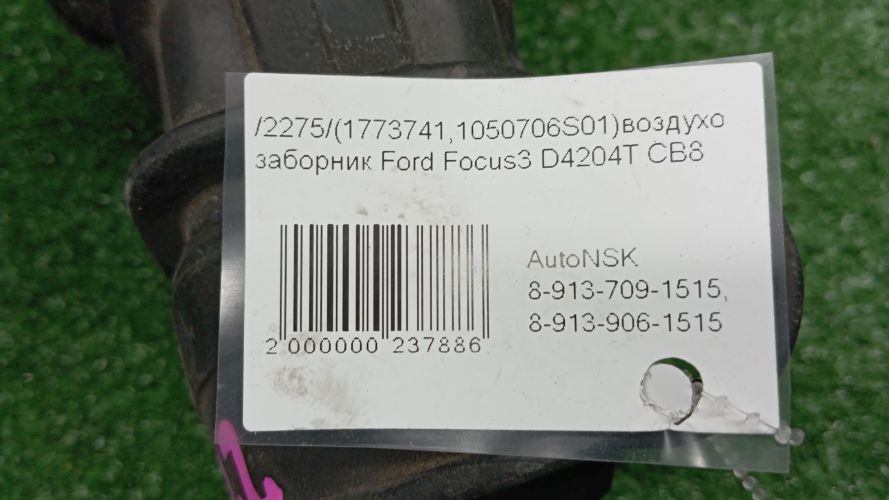 /2275/(1773741,1050706S01)воздухо
заборник Ford Focus3 D4204T CB8
AutoNSK
8-913-709-1515,
8-913-906-1515
2 000000 237886